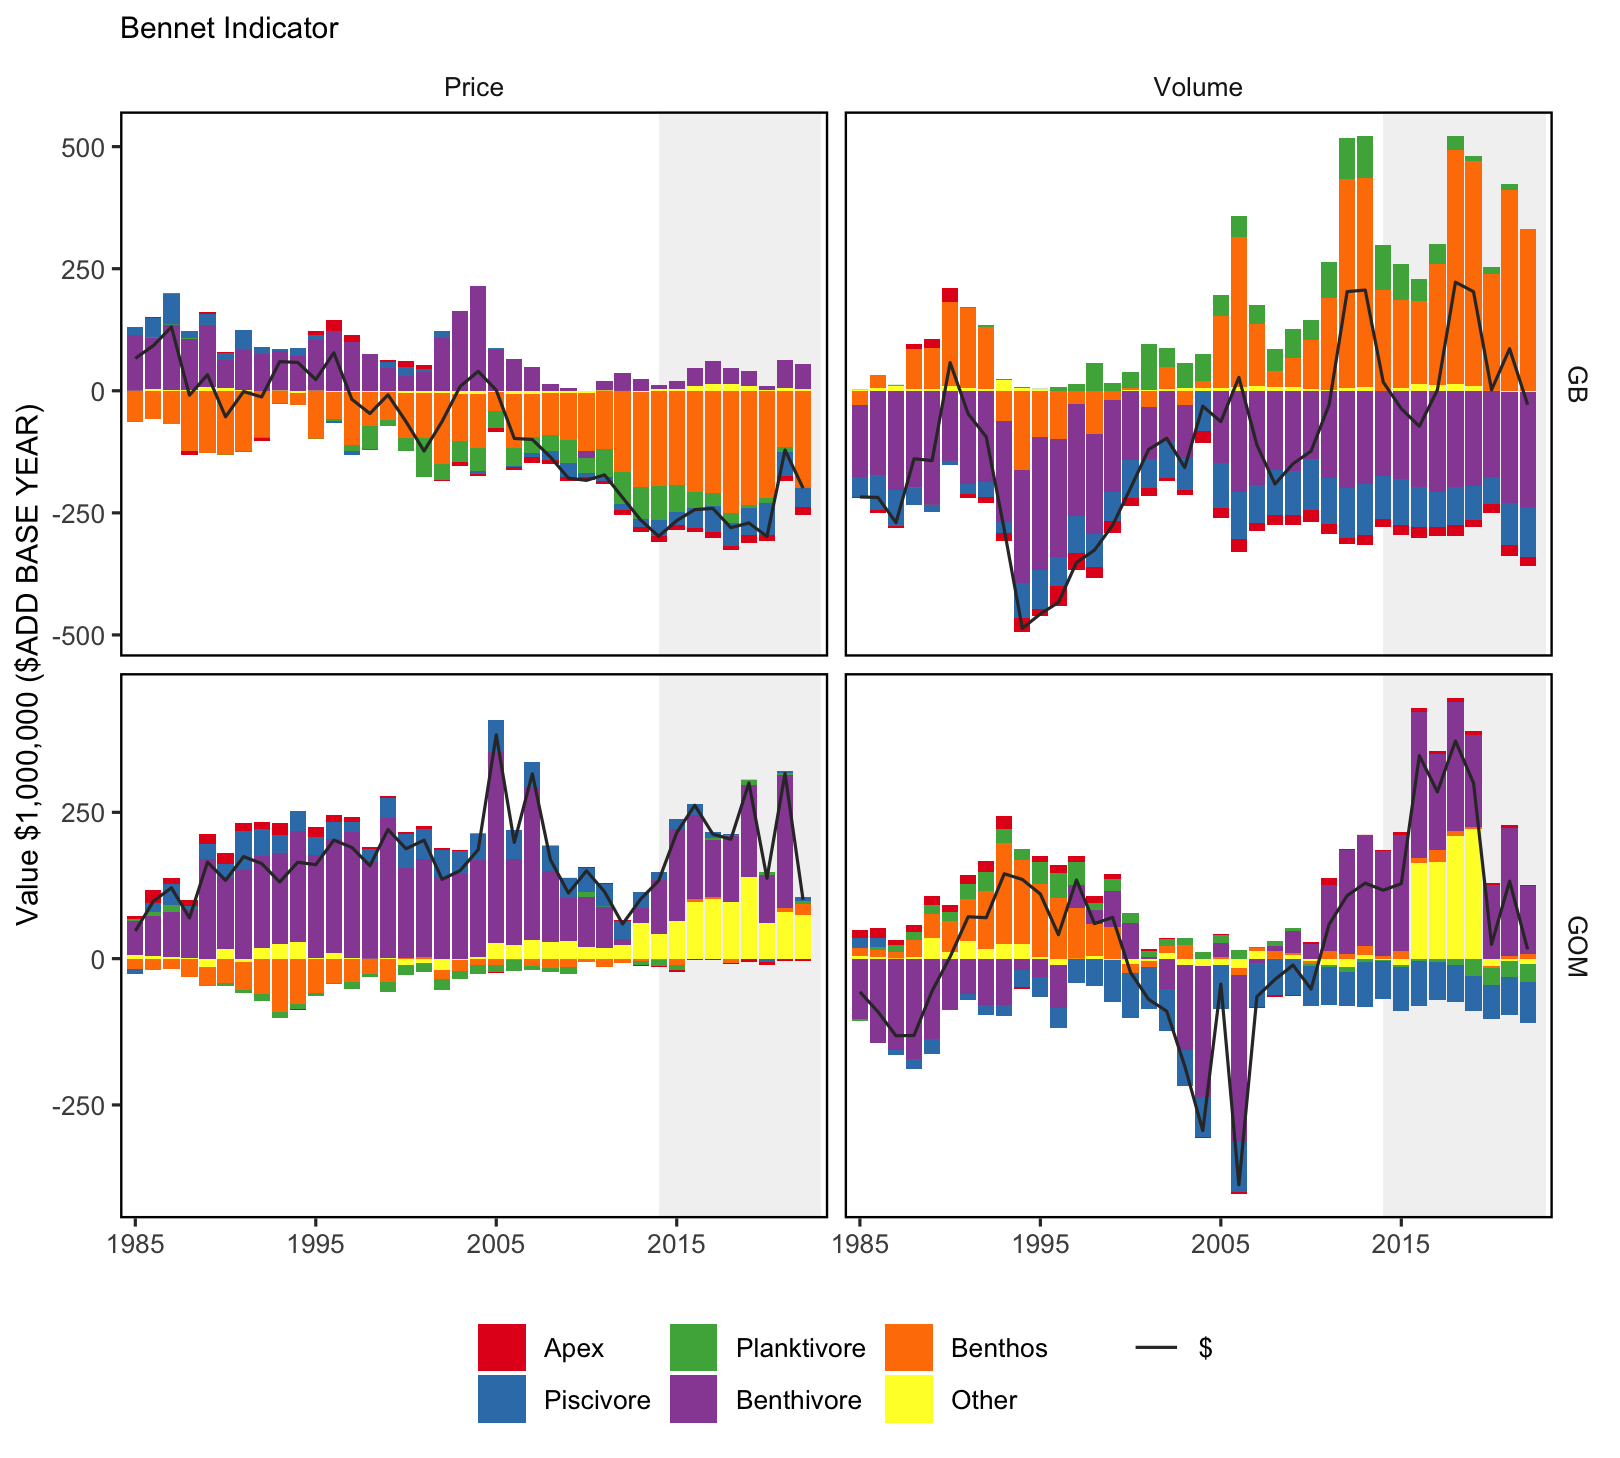 Bennet Indicator
Price
Volume
500
250
0
-250
-500
GB
250
0
-250
GOM
Value $1,000,000 ($ADD BASE YEAR)
1985
1995
2005
2015
1985
1995
2005
2015
Apex
Planktivore
Benthos
$
Piscivore
Benthivore
Other